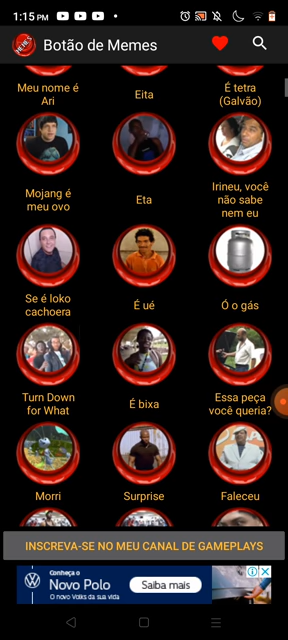 1:15 PM
Botão de Memes
Meu nome é
Ari
Eita
É tetra
(Galvão)
Mojang é
meu ovo
Eta
Irineu, você
não sabe
nem eu
Se é loko
cachoera
É ué
Ó o gás
Turn Down
for What
É bixa
Essa peça
você queria?
Morri
Surprise
Faleceu
INSCREVA-SE NO MEU CANAL DE GAMEPLAYS
Conheça o
Novo Polo
O novo Volks da sua vida
Saiba mais